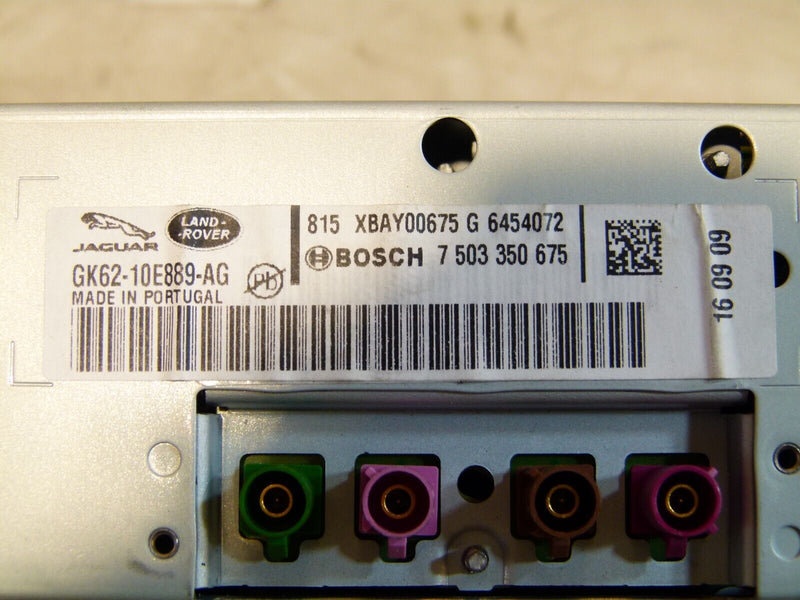 JAGUAR
LAND-
-ROVER
GK62-10E889-AG
Pb
MADE IN PORTUGAL
815 XBAY00675 G 6454072
BOSCH 7 503 350 675
16 09 09